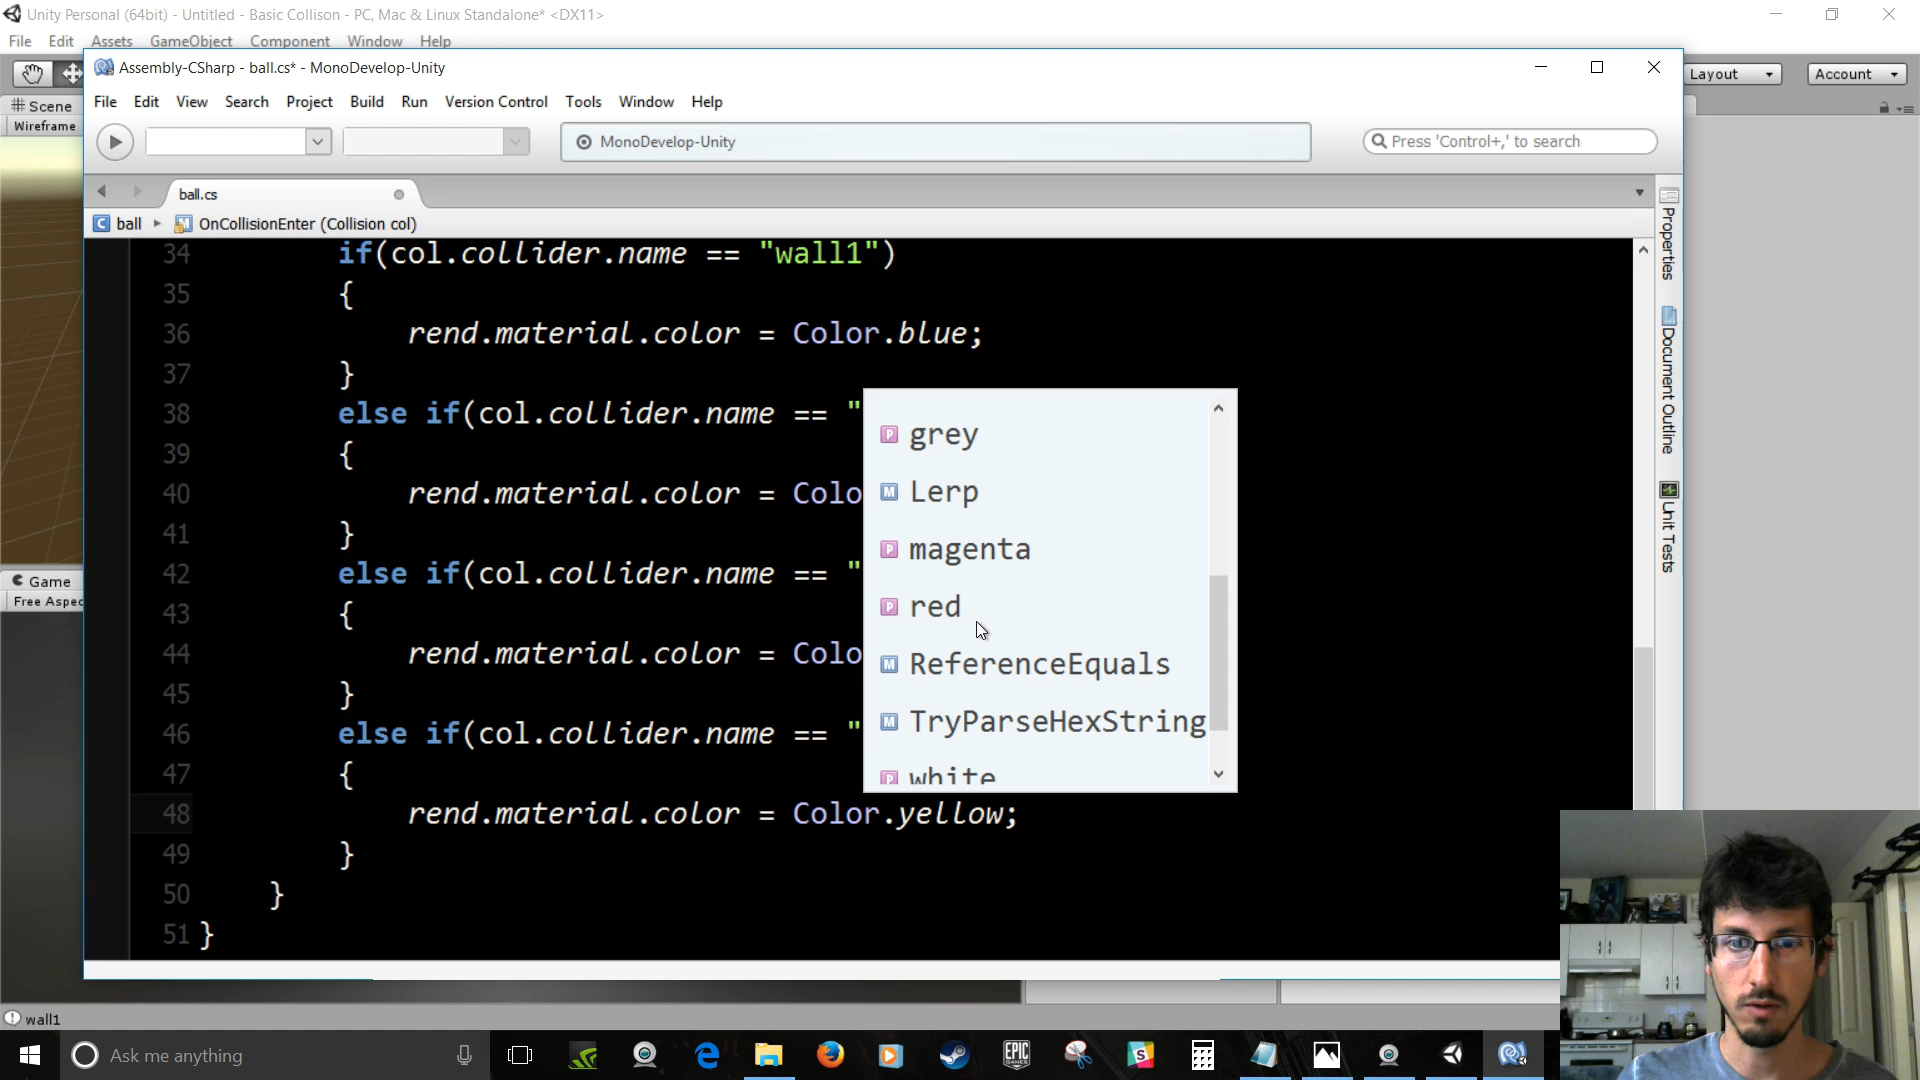 Unity Personal (64bit) - Untitled - Basic Collison - PC, Mac & Linux Standalone* <DX11>
File Edit Assets GameObject Component Window Help
Assembly-CSharp - ball.cs* - MonoDevelop-Unity
Layout Account
Scene
Wireframe
File Edit View Search Project Build Run Version Control Tools Window Help
MonoDevelop-Unity
Press 'Control+,' to search
ball.cs
ball OnCollisionEnter (Collision col)
34 if(col.collider.name == "wall1")
35 {
36 rend.material.color = Color.blue;
37 }
38 else if(col.collider.name == "
39 {
40 rend.material.color = Colo
41 }
42 else if(col.collider.name == "
43 {
44 rend.material.color = Colo
45 }
46 else if(col.collider.name == "
47 {
48 rend.material.color = Color.yellow;
49 }
50 }
51 }
grey
Lerp
magenta
red
ReferenceEquals
TryParseHexString
white
Properties
Document Outline
Unit Tests
Game
Free Aspec
wall1
Ask me anything
EPIC GAMES